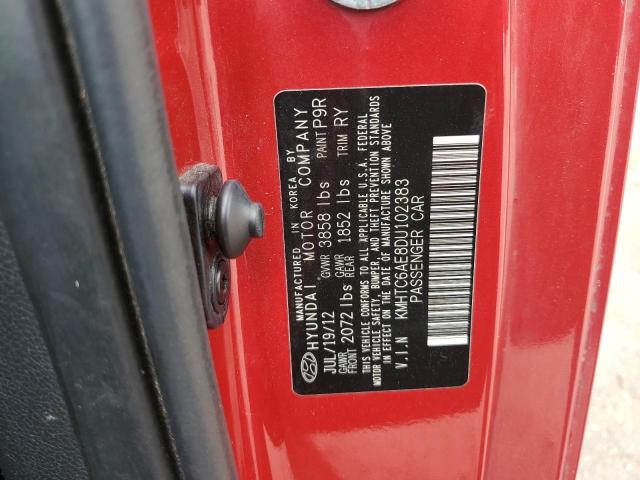 MANUFACTURED IN KOREA BY
HYUNDAI MOTOR COMPANY
JUL/19/12 GVWR 3858 lbs PAINT P9R
GAWR FRONT 2072 lbs GAWR REAR 1852 lbs TRIM RY
THIS VEHICLE CONFORMS TO ALL APPLICABLE U.S.A. FEDERAL
MOTOR VEHICLE SAFETY, BUMPER, AND THEFT PREVENTION STANDARDS
IN EFFECT ON THE DATE OF MANUFACTURE SHOWN ABOVE.
V.I.N KMHTC6AE8DU102383
PASSENGER CAR